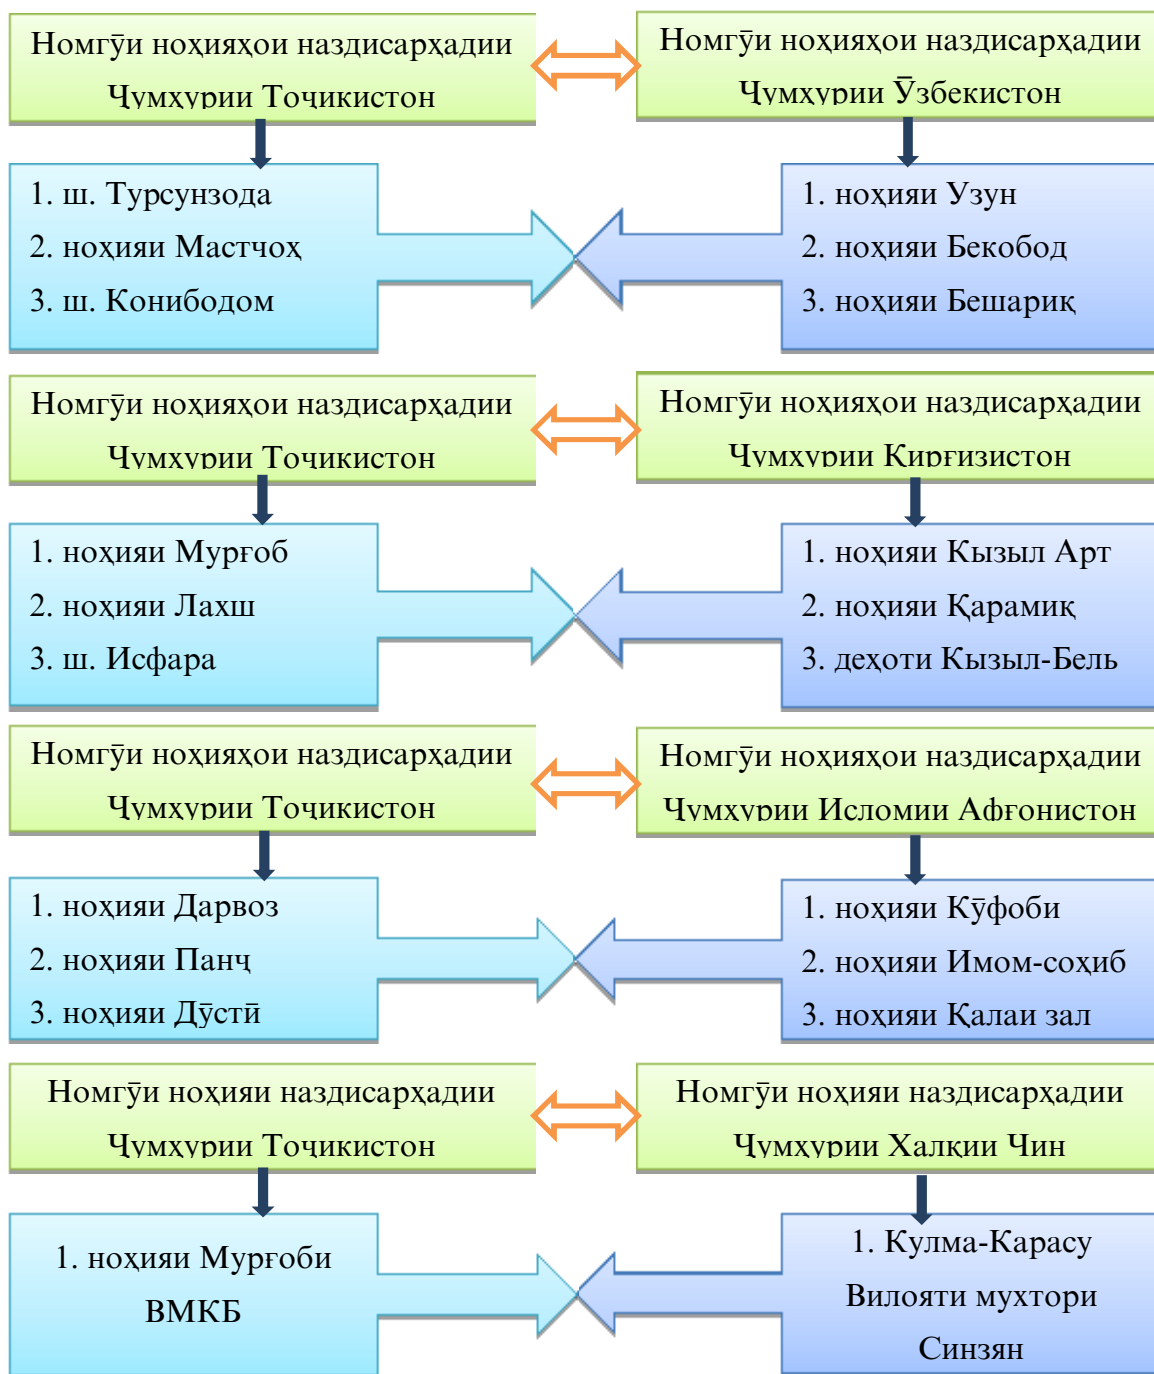 Номгӯи ноҳияҳои наздисарҳадии
Ҷумҳурии Тоҷикистон
Номгӯи ноҳияҳои наздисарҳадии
Ҷумҳурии Ӯзбекистон
1. ш. Турсунзода
2. ноҳияи Мастчоҳ
3. ш. Конибодом
1. ноҳияи Узун
2. ноҳияи Бекобод
3. ноҳияи Бешариқ
Номгӯи ноҳияҳои наздисарҳадии
Ҷумҳурии Тоҷикистон
Номгӯи ноҳияҳои наздисарҳадии
Ҷумҳурии Қирғизистон
1. ноҳияи Мурғоб
2. ноҳияи Лахш
3. ш. Исфара
1. ноҳияи Кызыл Арт
2. ноҳияи Қарамиқ
3. деҳоти Кызыл-Бель
Номгӯи ноҳияҳои наздисарҳадии
Ҷумҳурии Тоҷикистон
Номгӯи ноҳияҳои наздисарҳадии
Ҷумҳурии Исломии Афғонистон
1. ноҳияи Дарвоз
2. ноҳияи Панҷ
3. ноҳияи Дӯстӣ
1. ноҳияи Кӯфоби
2. ноҳияи Имом-соҳиб
3. ноҳияи Қалаи зал
Номгӯи ноҳияи наздисарҳадии
Ҷумҳурии Тоҷикистон
Номгӯи ноҳияи наздисарҳадии
Ҷумҳурии Халқии Чин
1. ноҳияи Мурғоби
ВМКБ
1. Кулма-Карасу
Вилояти мухтори
Синзян